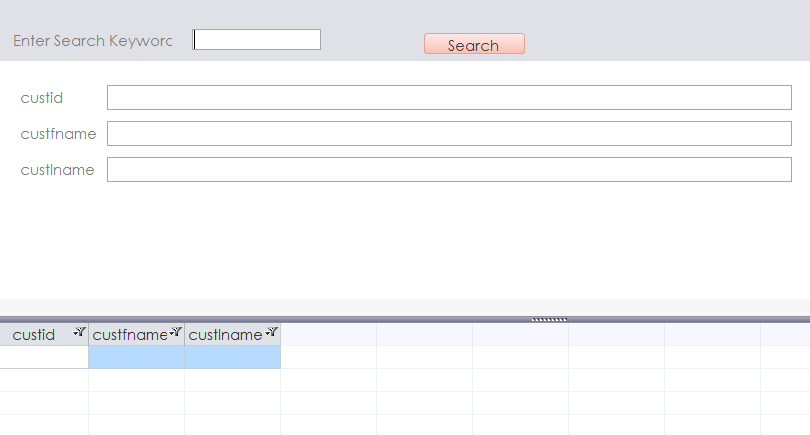 Enter Search Keyworc
Search
custid
custfname
custlname
custid custfname custlname